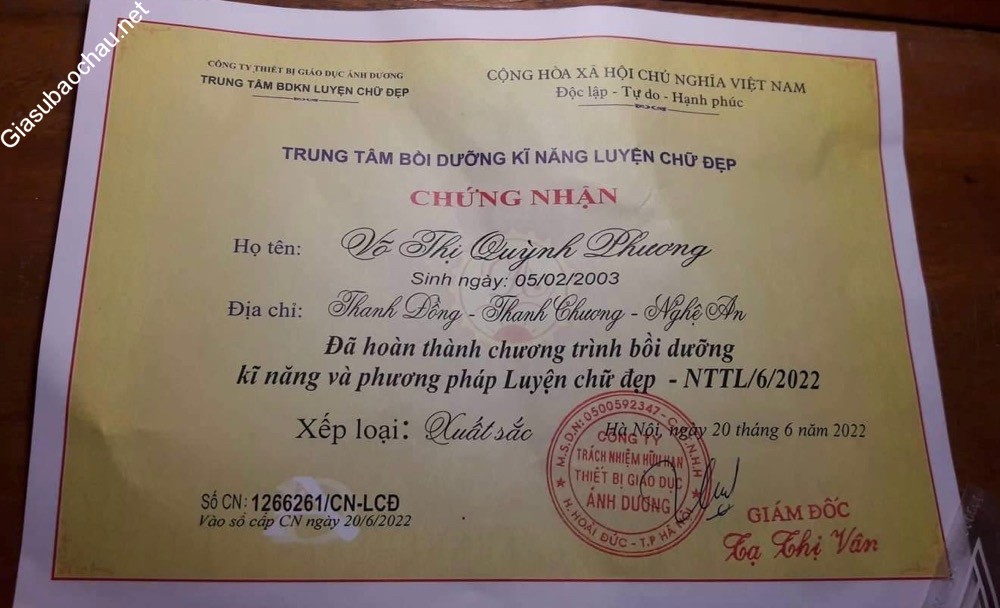 Giasubaochau.net
CÔNG TY THIẾT BỊ GIÁO DỤC ÁNH DƯƠNG
TRUNG TÂM BDKN LUYỆN CHỮ ĐẸP
CỘNG HÒA XÃ HỘI CHỦ NGHĨA VIỆT NAM
Độc lập - Tự do - Hạnh phúc
TRUNG TÂM BỒI DƯỠNG KĨ NĂNG LUYỆN CHỮ ĐẸP
CHỨNG NHẬN
Họ tên: Võ Thị Quỳnh Phương
Sinh ngày: 05/02/2003
Địa chỉ: Thanh Đồng - Thanh Chương - Nghệ An
Đã hoàn thành chương trình bồi dưỡng
kĩ năng và phương pháp Luyện chữ đẹp - NTTL/6/2022
Xếp loại: Xuất sắc
Hà Nội, ngày 20 tháng 6 năm 2022
M.S.D.N:0500592347-C.T.T.N.H.H
CÔNG TY
TRÁCH NHIỆM HỮU HẠN
THIẾT BỊ GIÁO DỤC
ÁNH DƯƠNG
H. HOÀI ĐỨC - T.P HÀ NỘI
Số CN: 1266261/CN-LCĐ
Vào sổ cấp CN ngày 20/6/2022
GIÁM ĐỐC
Tạ Thị Vân